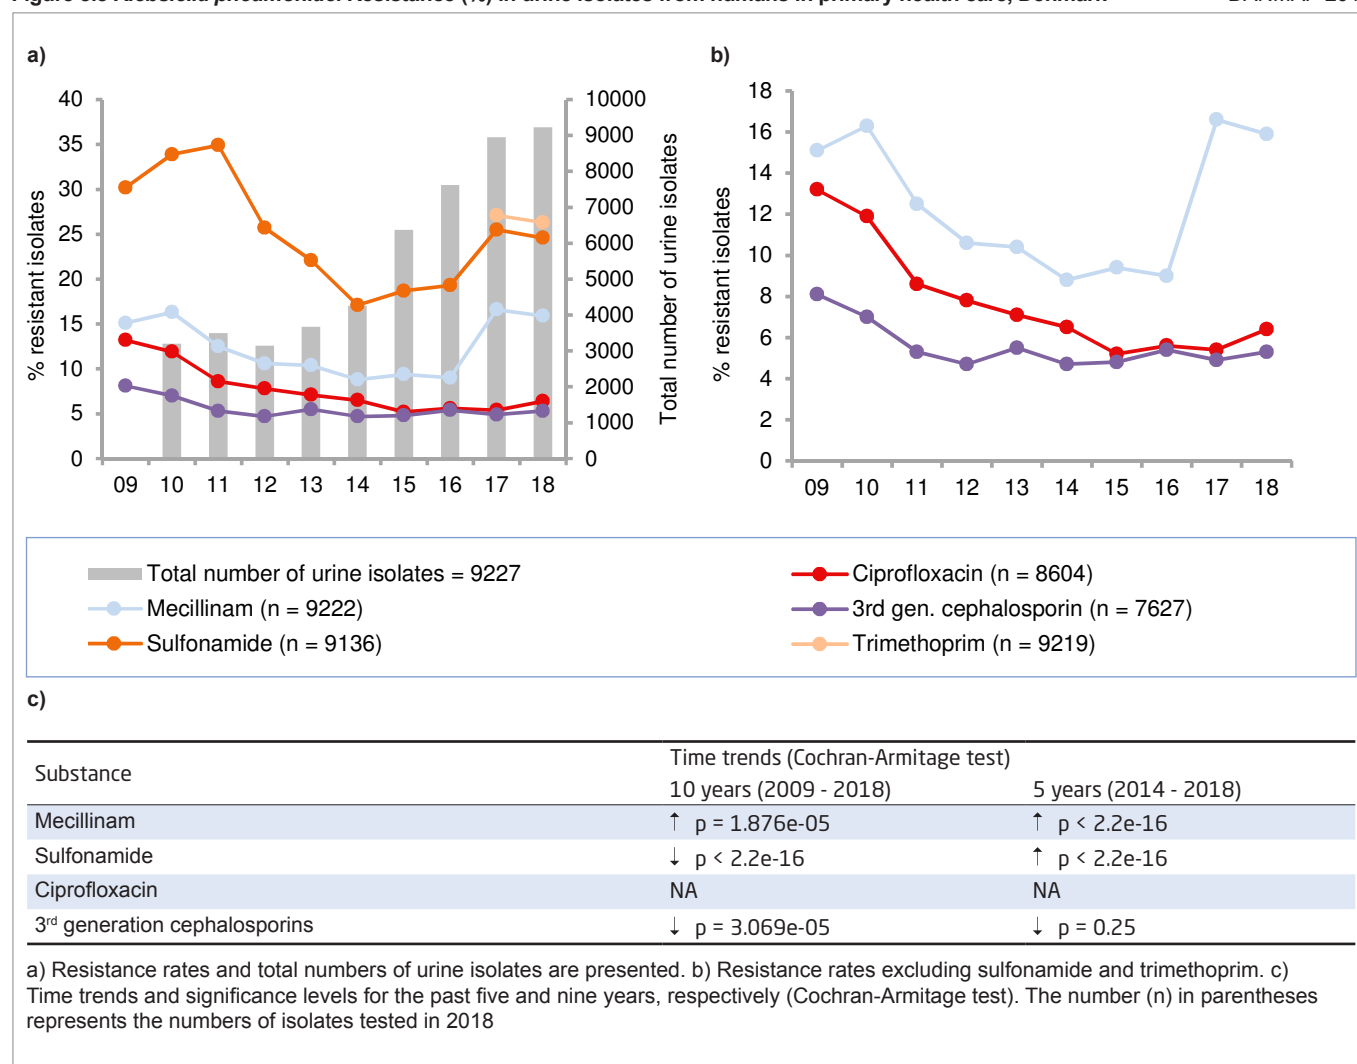 a)
b)
40
35
30
25
20
15
10
5
0
% resistant isolates
10000
9000
8000
7000
6000
5000
4000
3000
2000
1000
0
Total number of urine isolates
09 10 11 12 13 14 15 16 17 18
18
16
14
12
10
8
6
4
2
0
% resistant isolates
09 10 11 12 13 14 15 16 17 18
Total number of urine isolates = 9227
Mecillinam (n = 9222)
Sulfonamide (n = 9136)
Ciprofloxacin (n = 8604)
3rd gen. cephalosporin (n = 7627)
Trimethoprim (n = 9219)
c)
Substance
Time trends (Cochran-Armitage test)
10 years (2009 - 2018) 5 years (2014 - 2018)
Mecillinam ↑ p = 1.876e-05 ↑ p < 2.2e-16
Sulfonamide ↓ p < 2.2e-16 ↑ p < 2.2e-16
Ciprofloxacin NA NA
3rd generation cephalosporins ↓ p = 3.069e-05 ↓ p = 0.25
a) Resistance rates and total numbers of urine isolates are presented. b) Resistance rates excluding sulfonamide and trimethoprim. c)
Time trends and significance levels for the past five and nine years, respectively (Cochran-Armitage test). The number (n) in parentheses
represents the numbers of isolates tested in 2018